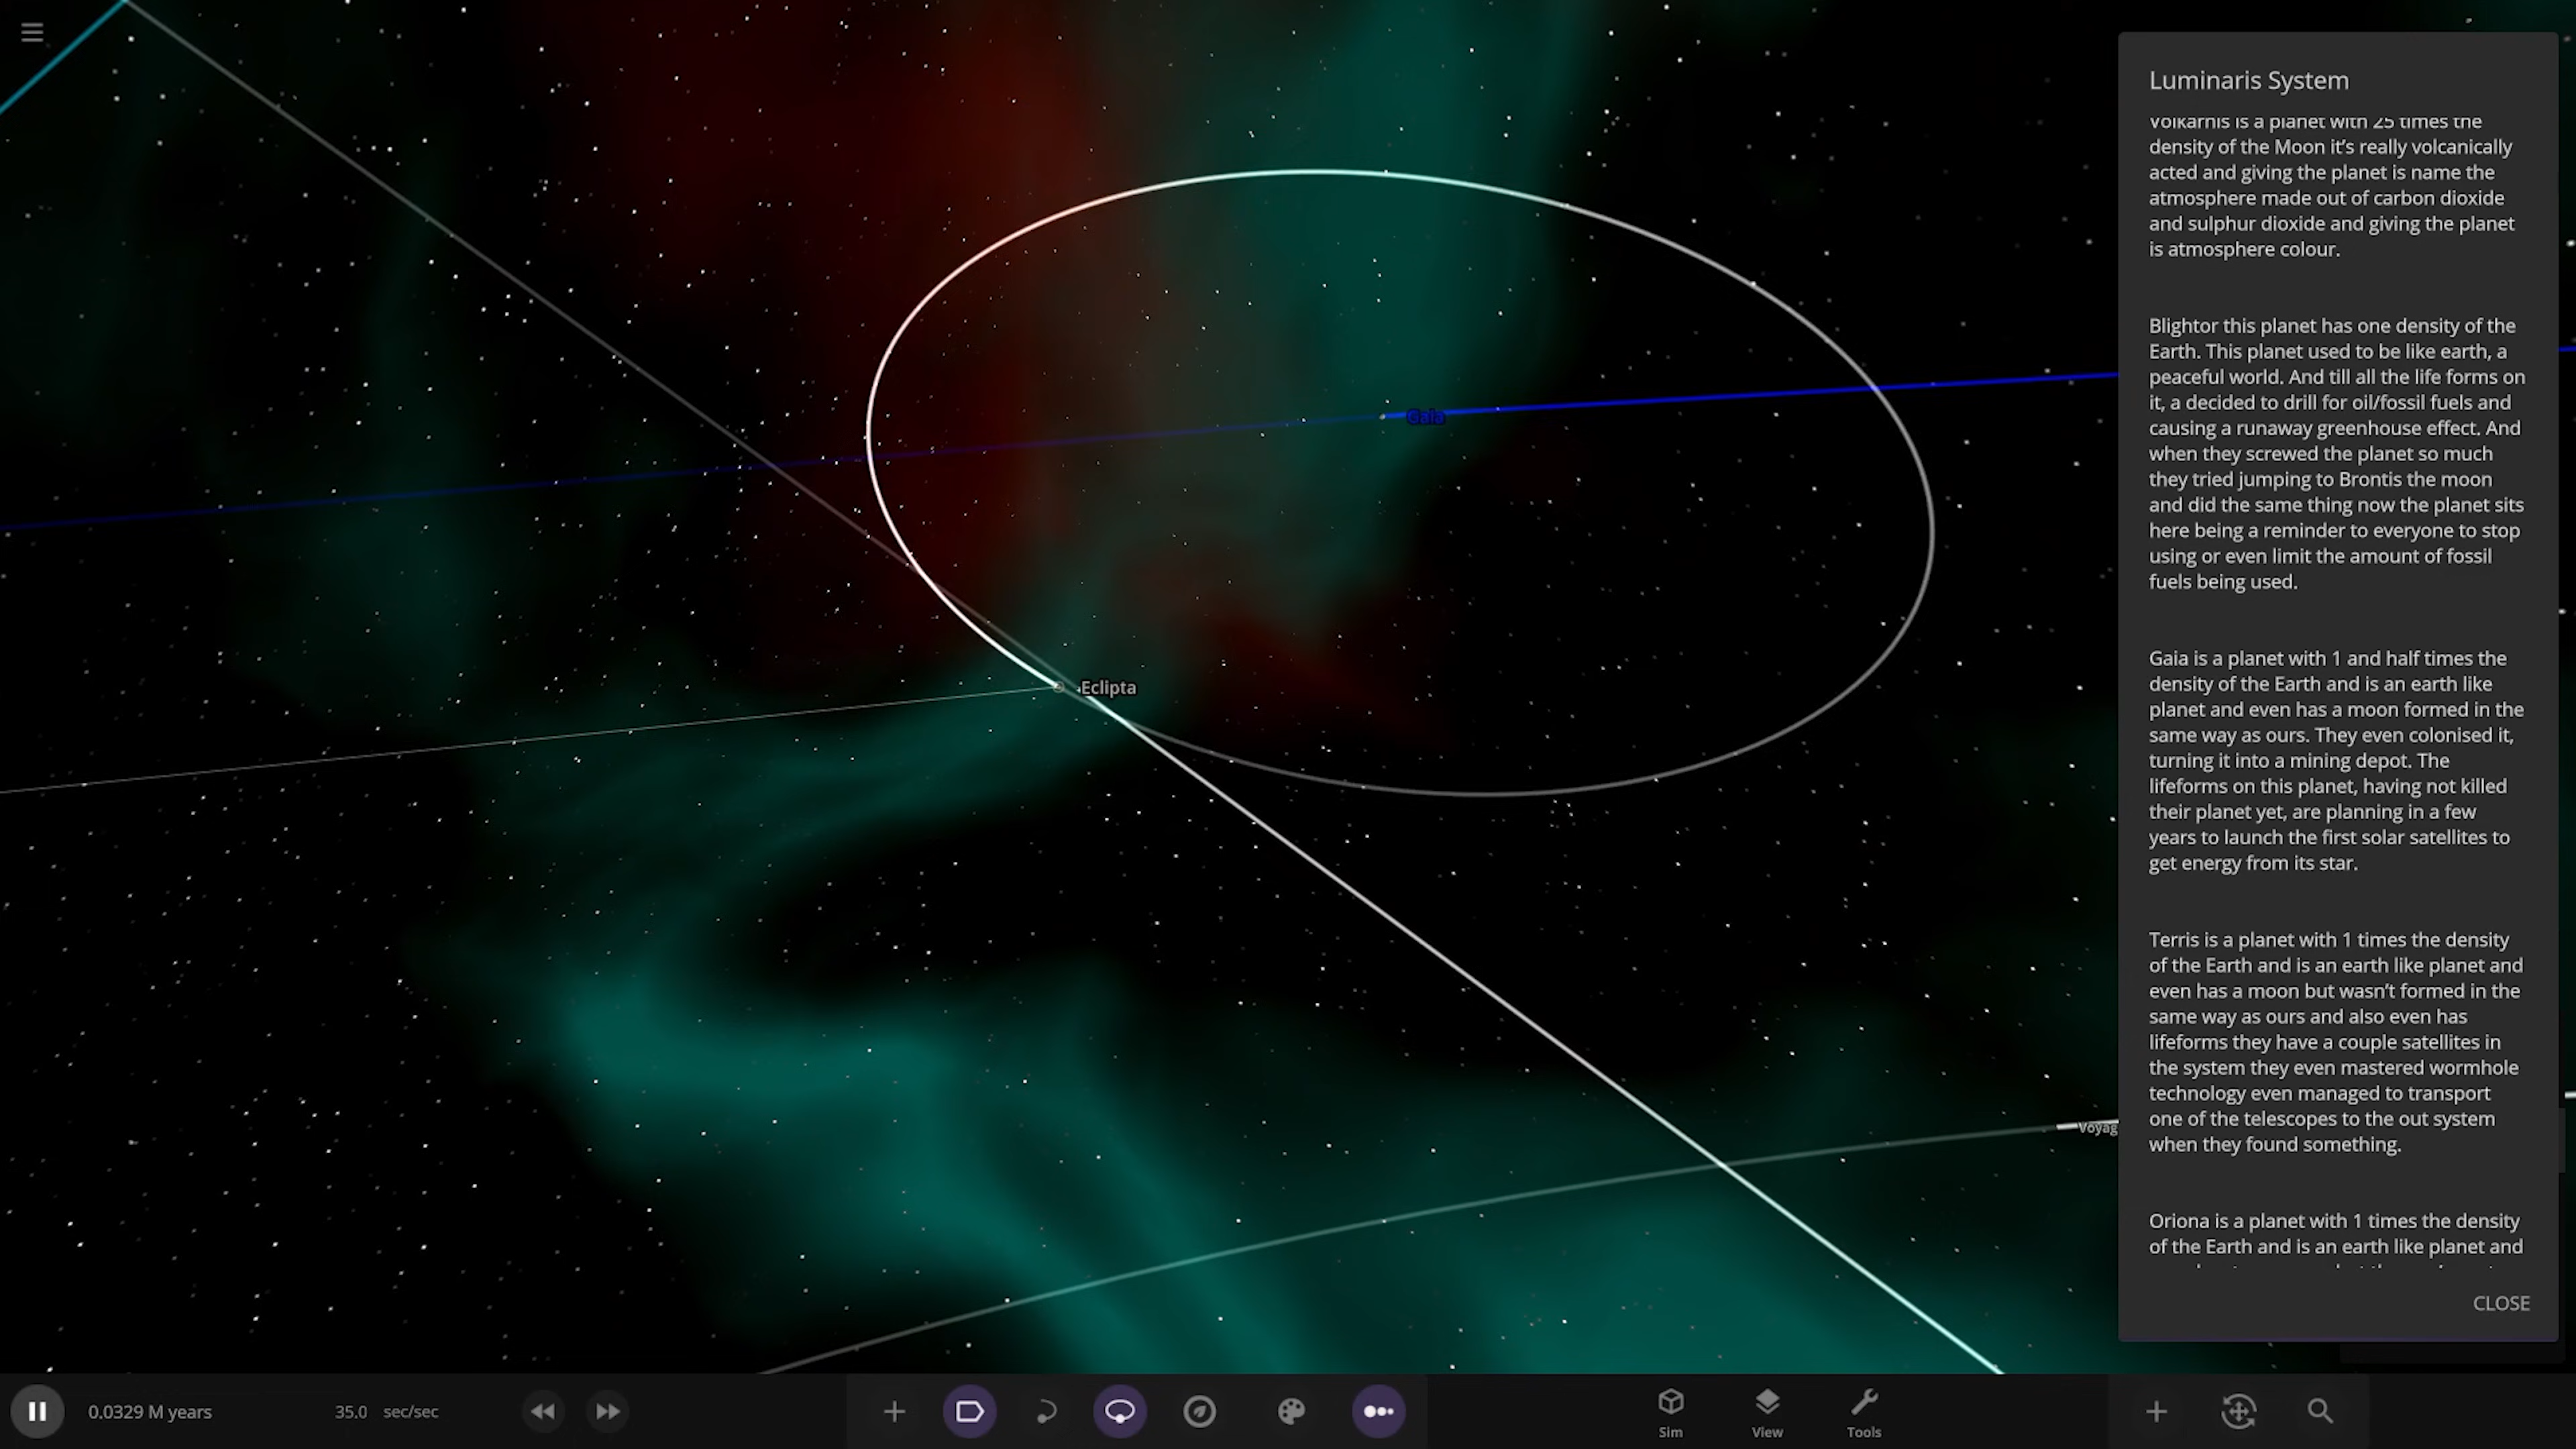 Luminaris System
Volkarnis is a planet with 25 times the
density of the Moon it’s really volcanically
acted and giving the planet is name the
atmosphere made out of carbon dioxide
and sulphur dioxide and giving the planet
is atmosphere colour.
Blightor this planet has one density of the
Earth. This planet used to be like earth, a
peaceful world. And till all the life forms on
it, a decided to drill for oil/fossil fuels and
causing a runaway greenhouse effect. And
when they screwed the planet so much
they tried jumping to Brontis the moon
and did the same thing now the planet sits
here being a reminder to everyone to stop
using or even limit the amount of fossil
fuels being used.
Gaia is a planet with 1 and half times the
density of the Earth and is an earth like
planet and even has a moon formed in the
same way as ours. They even colonised it,
turning it into a mining depot. The
lifeforms on this planet, having not killed
their planet yet, are planning in a few
years to launch the first solar satellites to
get energy from its star.
Terris is a planet with 1 times the density
of the Earth and is an earth like planet and
even has a moon but wasn’t formed in the
same way as ours and also even has
lifeforms they have a couple satellites in
the system they even mastered wormhole
technology even managed to transport
one of the telescopes to the out system
when they found something.
Oriona is a planet with 1 times the density
of the Earth and is an earth like planet and
CLOSE
Gaia
Eclipta
Voyag
0.0329 M years
35.0 sec/sec
Sim
View
Tools